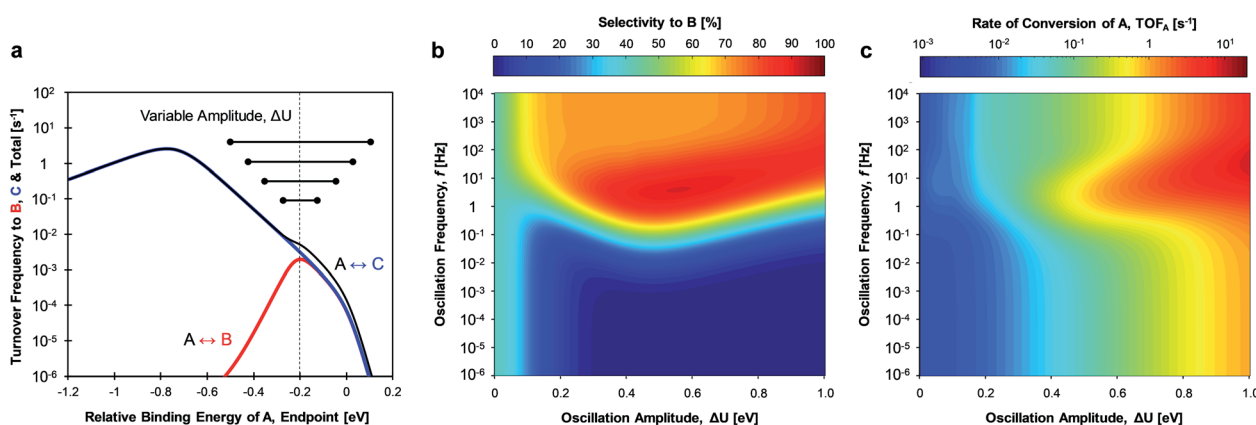 a
Turnover Frequency to B, C & Total [s⁻¹]
10²
10¹
1
10⁻¹
10⁻²
10⁻³
10⁻⁴
10⁻⁵
10⁻⁶
Variable Amplitude, ΔU
A ↔ C
A ↔ B
-1.2 -1 -0.8 -0.6 -0.4 -0.2 0 0.2
Relative Binding Energy of A, Endpoint [eV]
b
Selectivity to B [%]
0 10 20 30 40 50 60 70 80 90 100
Oscillation Frequency, f [Hz]
10⁴
10³
10²
10¹
1
10⁻¹
10⁻²
10⁻³
10⁻⁴
10⁻⁵
10⁻⁶
0 0.2 0.4 0.6 0.8 1.0
Oscillation Amplitude, ΔU [eV]
c
Rate of Conversion of A, TOF_A [s⁻¹]
10⁻³ 10⁻² 10⁻¹ 1 10¹
Oscillation Frequency, f [Hz]
10⁴
10³
10²
10¹
1
10⁻¹
10⁻²
10⁻³
10⁻⁴
10⁻⁵
10⁻⁶
0 0.2 0.4 0.6 0.8 1.0
Oscillation Amplitude, ΔU [eV]